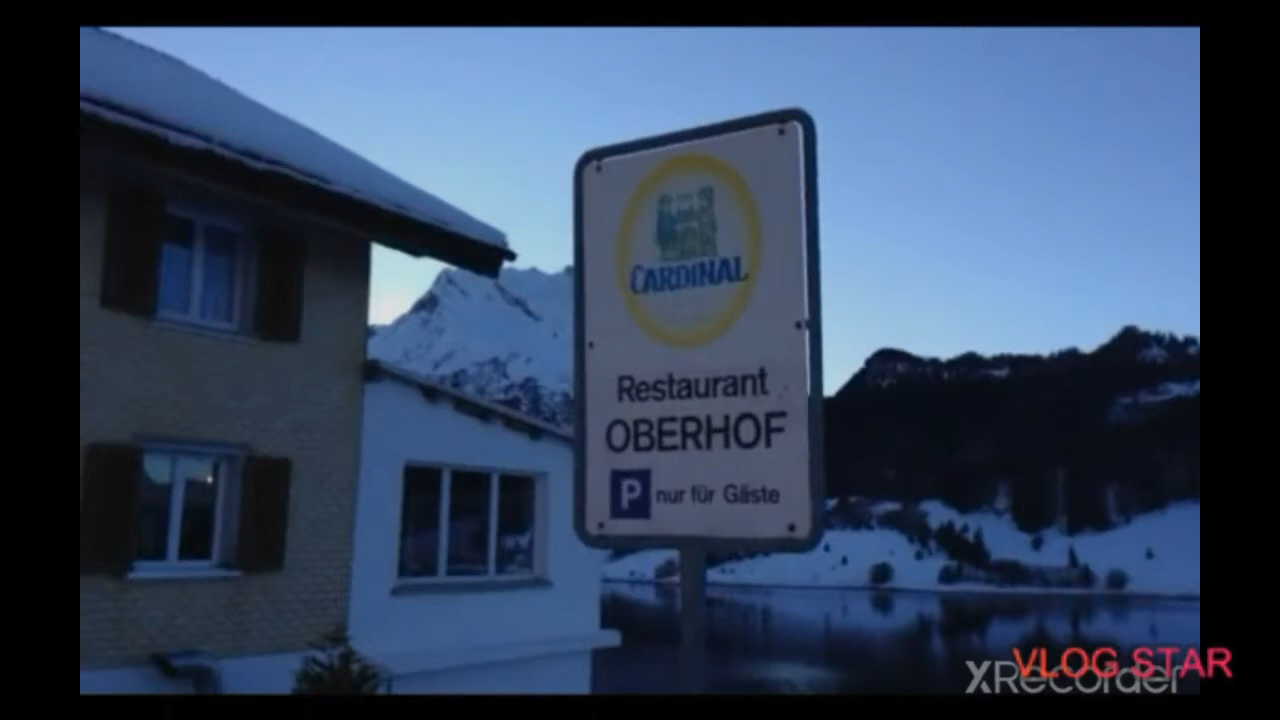 CARDINAL
Restaurant
OBERHOF
P nur für Gäste
VLOG STAR
XRecorder